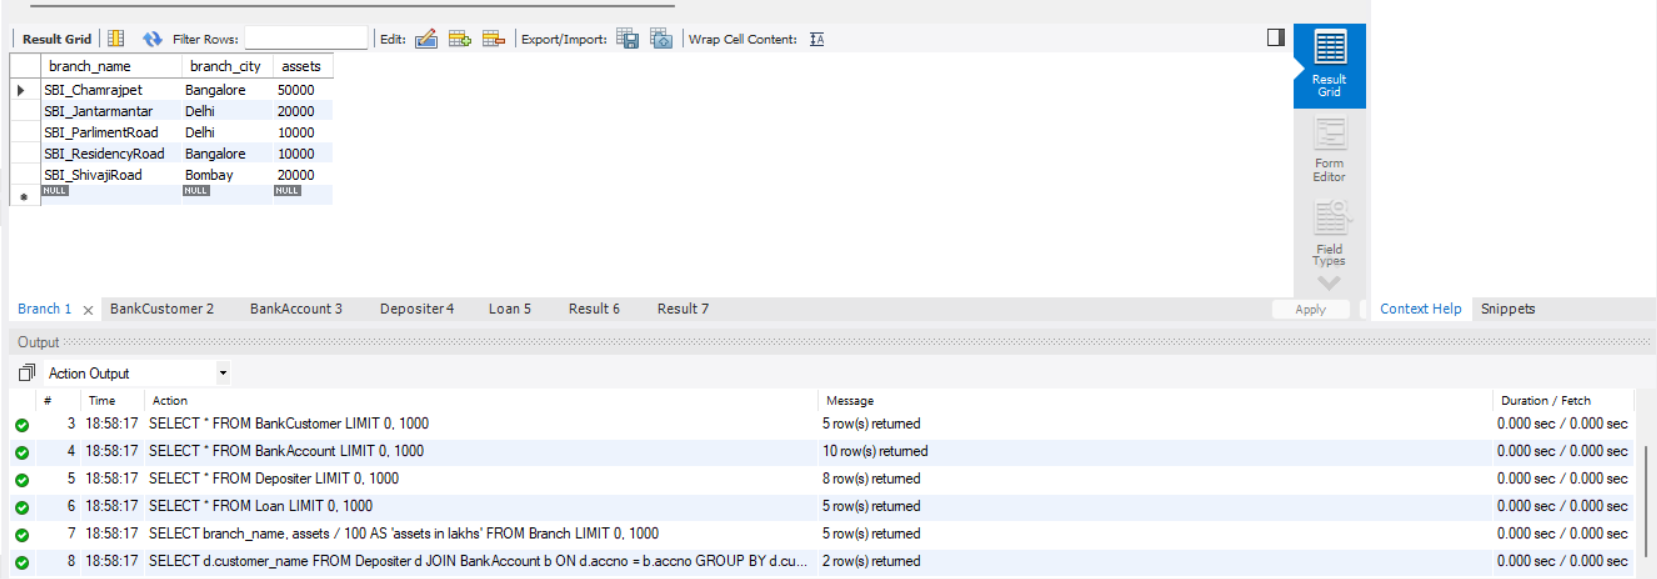 Result Grid Filter Rows: Edit: Export/Import: Wrap Cell Content: IA
branch_name branch_city assets
SBI_Chamrajpet Bangalore 50000
SBI_Jantarmantar Delhi 20000
SBI_ParlimentRoad Delhi 10000
SBI_ResidencyRoad Bangalore 10000
SBI_ShivajiRoad Bombay 20000
NULL NULL NULL
Result
Grid
Form
Editor
Field
Types
Branch 1 BankCustomer 2 BankAccount 3 Depositer 4 Loan 5 Result 6 Result 7 Apply Context Help Snippets
Output
Action Output
# Time Action Message Duration / Fetch
3 18:58:17 SELECT * FROM BankCustomer LIMIT 0, 1000 5 row(s) returned 0.000 sec / 0.000 sec
4 18:58:17 SELECT * FROM BankAccount LIMIT 0, 1000 10 row(s) returned 0.000 sec / 0.000 sec
5 18:58:17 SELECT * FROM Depositer LIMIT 0, 1000 8 row(s) returned 0.000 sec / 0.000 sec
6 18:58:17 SELECT * FROM Loan LIMIT 0, 1000 5 row(s) returned 0.000 sec / 0.000 sec
7 18:58:17 SELECT branch_name, assets / 100 AS 'assets in lakhs' FROM Branch LIMIT 0, 1000 5 row(s) returned 0.000 sec / 0.000 sec
8 18:58:17 SELECT d.customer_name FROM Depositer d JOIN BankAccount b ON d.accno = b.accno GROUP BY d.cu... 2 row(s) returned 0.000 sec / 0.000 sec